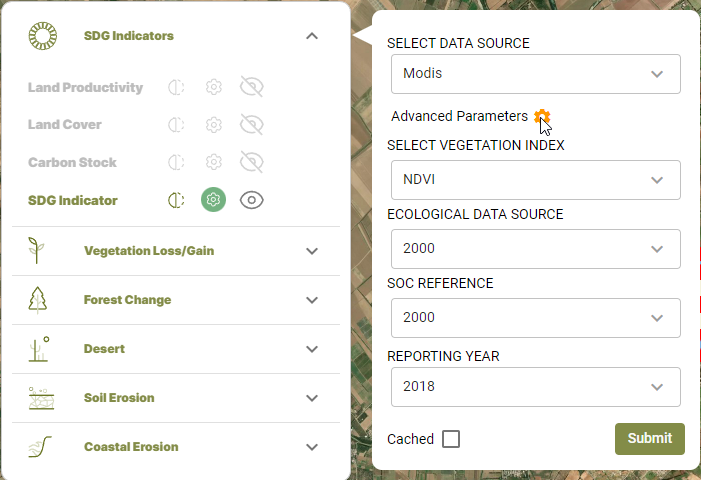 SDG Indicators
Land Productivity
Land Cover
Carbon Stock
SDG Indicator
Vegetation Loss/Gain
Forest Change
Desert
Soil Erosion
Coastal Erosion
SELECT DATA SOURCE
Modis
Advanced Parameters
SELECT VEGETATION INDEX
NDVI
ECOLOGICAL DATA SOURCE
2000
SOC REFERENCE
2000
REPORTING YEAR
2018
Cached
Submit